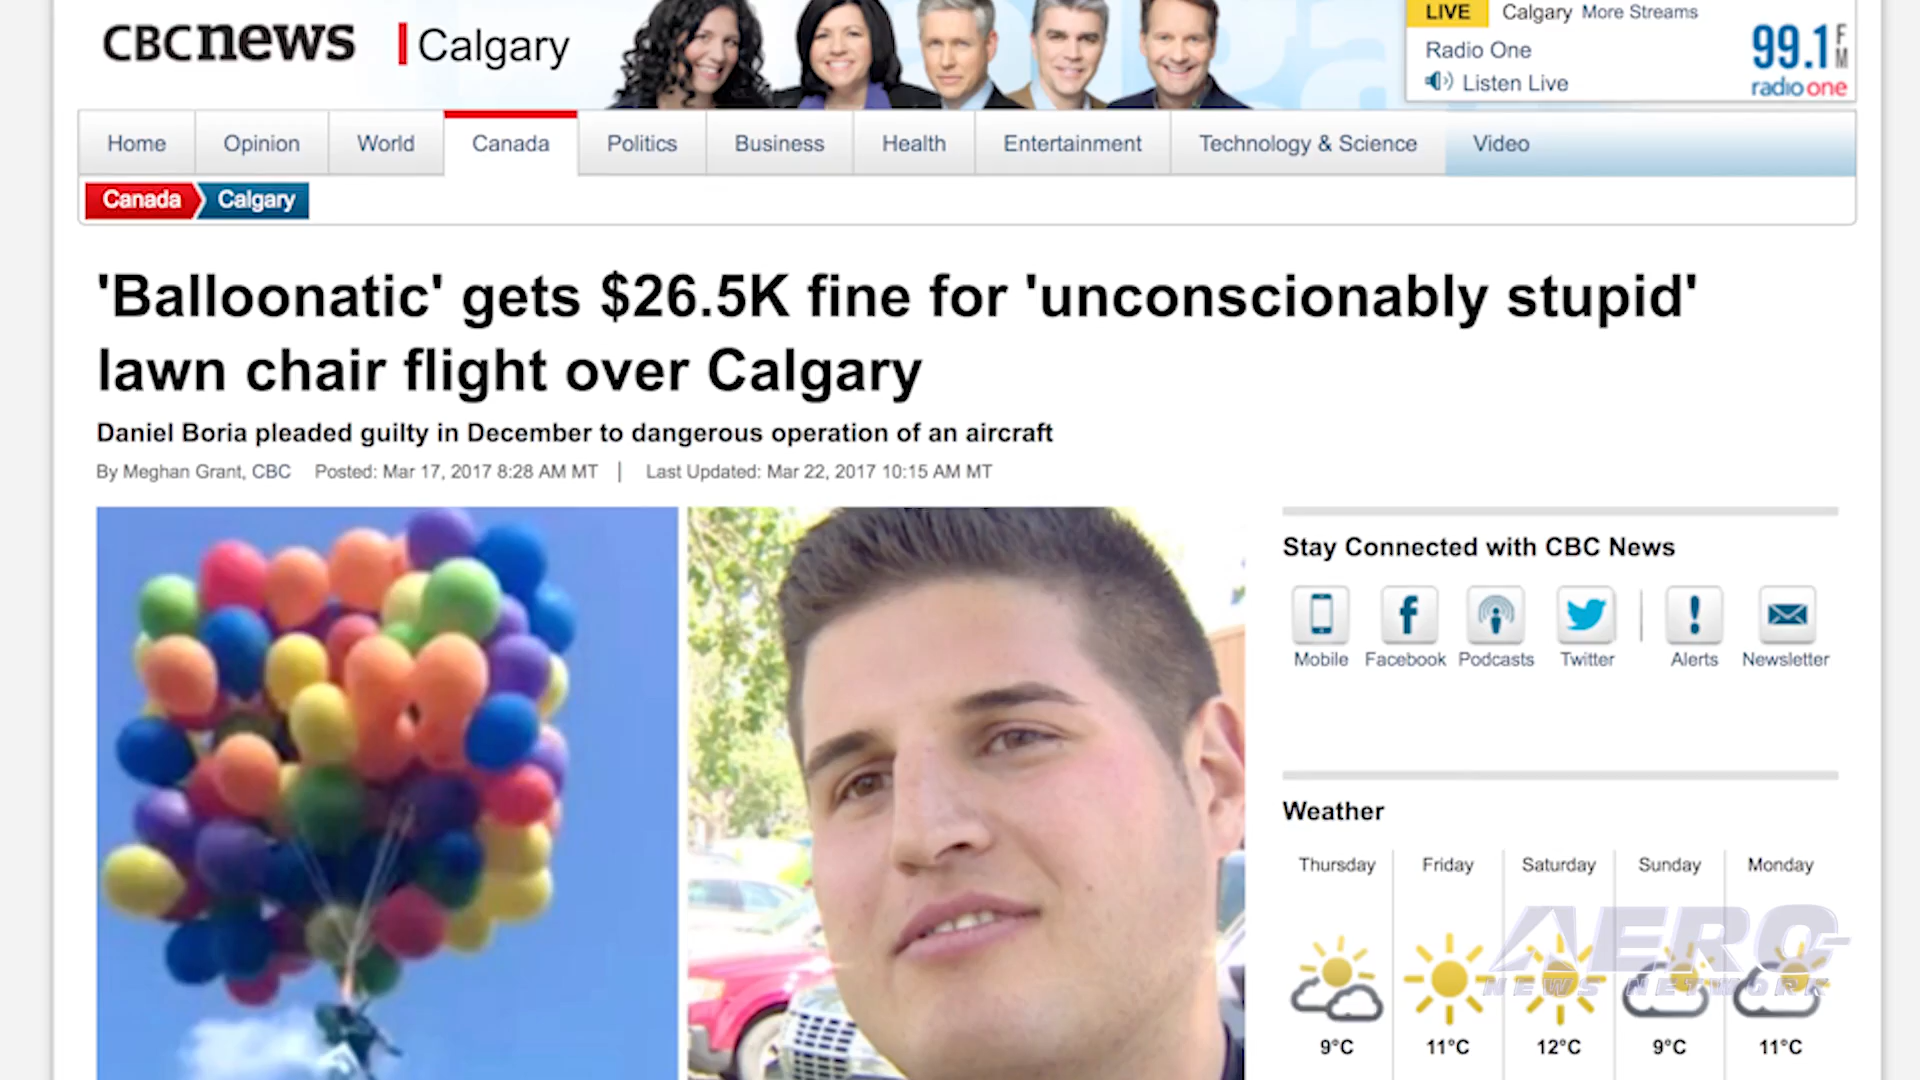 CBCnews | Calgary
LIVE Calgary More Streams
Radio One
Listen Live
99.1 FM
radio one
Home Opinion World Canada Politics Business Health Entertainment Technology & Science Video
Canada Calgary
'Balloonatic' gets $26.5K fine for 'unconscionably stupid'
lawn chair flight over Calgary
Daniel Boria pleaded guilty in December to dangerous operation of an aircraft
By Meghan Grant, CBC Posted: Mar 17, 2017 8:28 AM MT | Last Updated: Mar 22, 2017 10:15 AM MT
Stay Connected with CBC News
Mobile Facebook Podcasts Twitter Alerts Newsletter
Weather
Thursday Friday Saturday Sunday Monday
AERO-
NEWS NETWORK
9°C 11°C 12°C 9°C 11°C